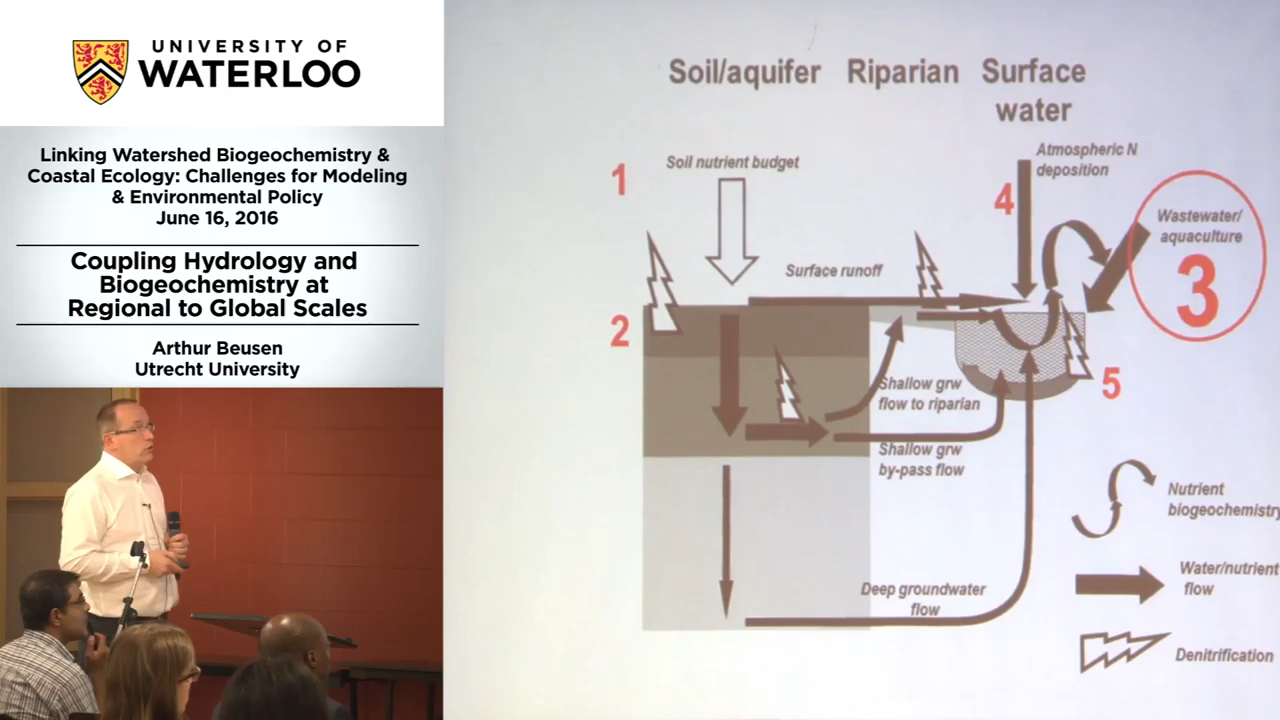 UNIVERSITY OF
WATERLOO
Linking Watershed Biogeochemistry &
Coastal Ecology: Challenges for Modeling
& Environmental Policy
June 16, 2016
Coupling Hydrology and
Biogeochemistry at
Regional to Global Scales
Arthur Beusen
Utrecht University
Soil/aquifer
Riparian
Surface
water
1
Soil nutrient budget
Atmospheric N
deposition
4
Wastewater/
aquaculture
3
Surface runoff
2
5
Shallow grw
flow to riparian
Shallow grw
by-pass flow
Nutrient
biogeochemistry
Water/nutrient
flow
Deep groundwater
flow
Denitrification